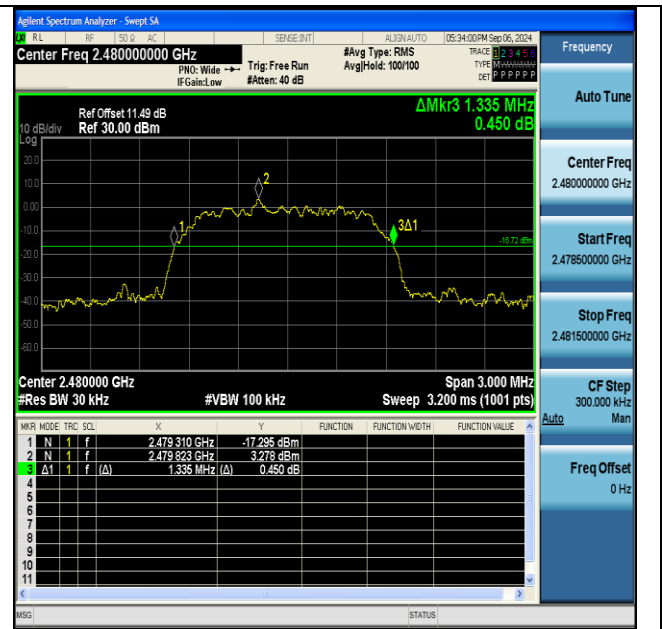 Agilent Spectrum Analyzer - Swept SA
RL RF 50 Ω AC SENSE:INT ALIGN AUTO 05:34:00 PM Sep 06, 2024
Center Freq 2.480000000 GHz
PNO: Wide
IFGain:Low
Trig: Free Run
#Atten: 40 dB
#Avg Type: RMS
Avg|Hold: 100/100
TRACE 1 2 3 4 5 6
TYPE
DET P P P P P P
Frequency
Auto Tune
Ref Offset 11.49 dB
10 dB/div Ref 30.00 dBm
Log
ΔMkr3 1.335 MHz
0.450 dB
20.0
10.0
0.00
-10.0
-20.0
-30.0
-40.0
-50.0
-60.0
1
2
3Δ1
-16.72 dBm
Center 2.480000 GHz Span 3.000 MHz
#Res BW 30 kHz #VBW 100 kHz Sweep 3.200 ms (1001 pts)
MKR MODE TRC SCL X Y FUNCTION FUNCTION WIDTH FUNCTION VALUE
1 N 1 f 2.479 310 GHz -17.295 dBm
2 N 1 f 2.479 823 GHz 3.278 dBm
3 Δ1 1 f (Δ) 1.335 MHz (Δ) 0.450 dB
4
5
6
7
8
9
10
11
Center Freq
2.480000000 GHz
Start Freq
2.478500000 GHz
Stop Freq
2.481500000 GHz
CF Step
300.000 kHz
Auto Man
Freq Offset
0 Hz
MSG STATUS